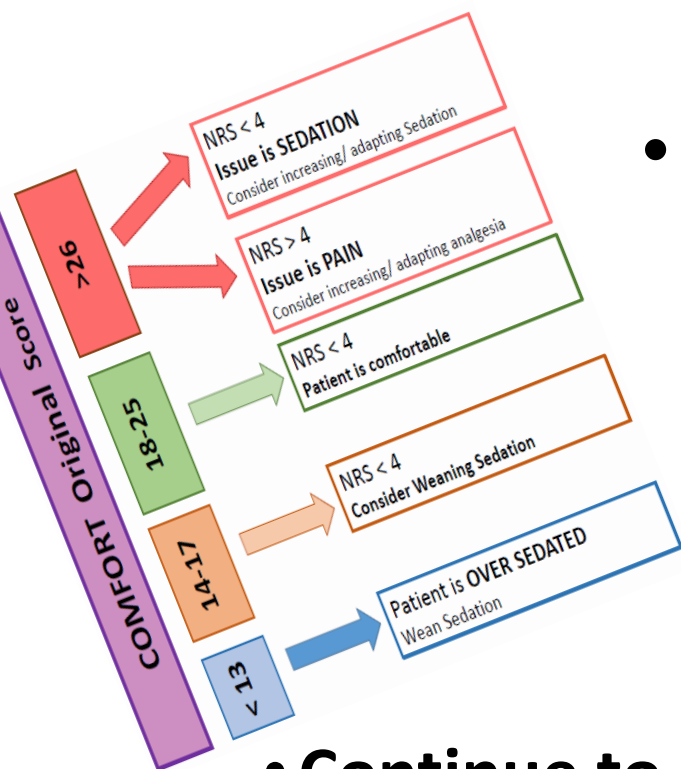 COMFORT Original Score
>26
NRS < 4
Issue is SEDATION
Consider increasing/ adapting Sedation
NRS > 4
Issue is PAIN
Consider increasing/ adapting analgesia
18-25
NRS < 4
Patient is comfortable
14-17
NRS < 4
Consider Weaning Sedation
< 13
Patient is OVER SEDATED
Wean Sedation
• Continue to